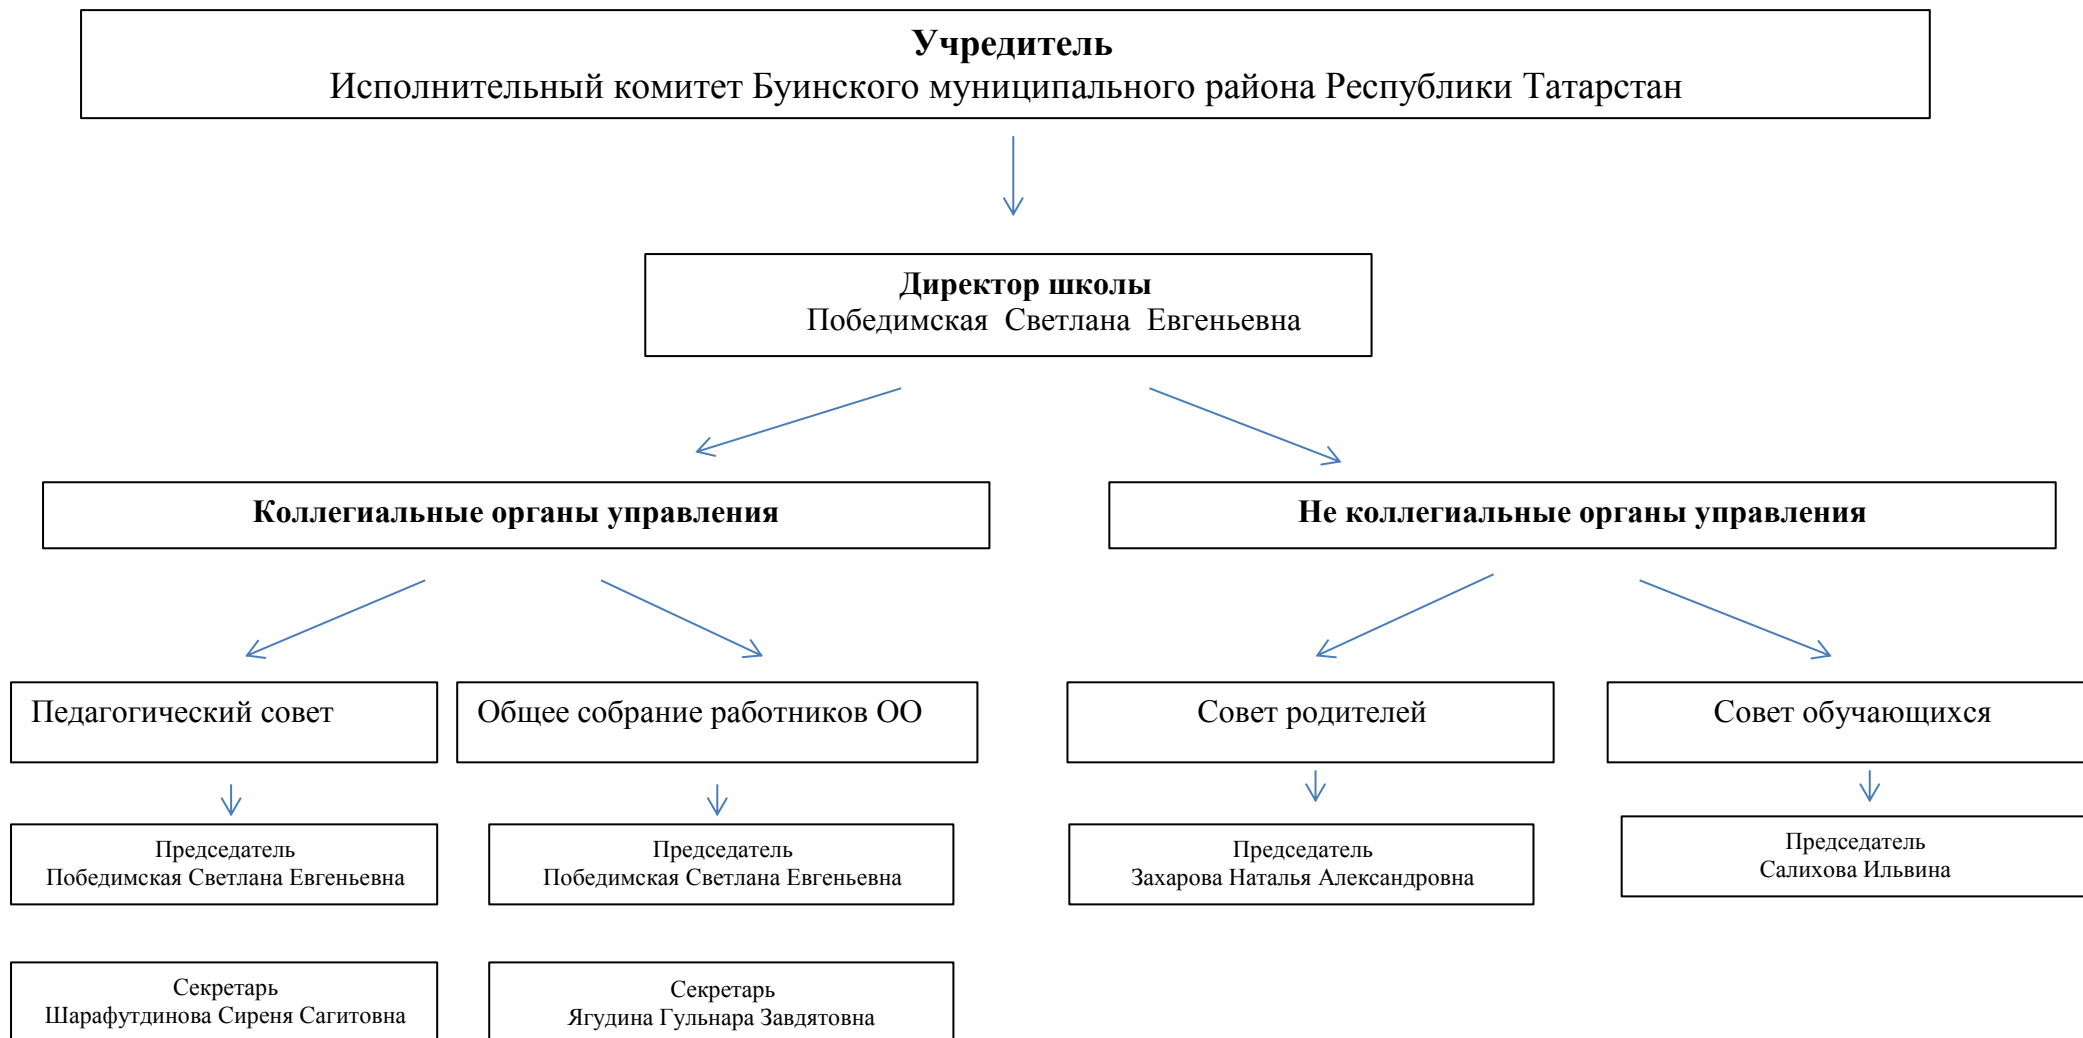 Учредитель
Исполнительный комитет Буинского муниципального района Республики Татарстан
Директор школы
Победимская Светлана Евгеньевна
Коллегиальные органы управления
Не коллегиальные органы управления
Педагогический совет
Общее собрание работников ОО
Совет родителей
Совет обучающихся
Председатель
Победимская Светлана Евгеньевна
Председатель
Победимская Светлана Евгеньевна
Председатель
Захарова Наталья Александровна
Председатель
Салихова Ильвина
Секретарь
Шарафутдинова Сиреня Сагитовна
Секретарь
Ягудина Гульнара Завдятовна